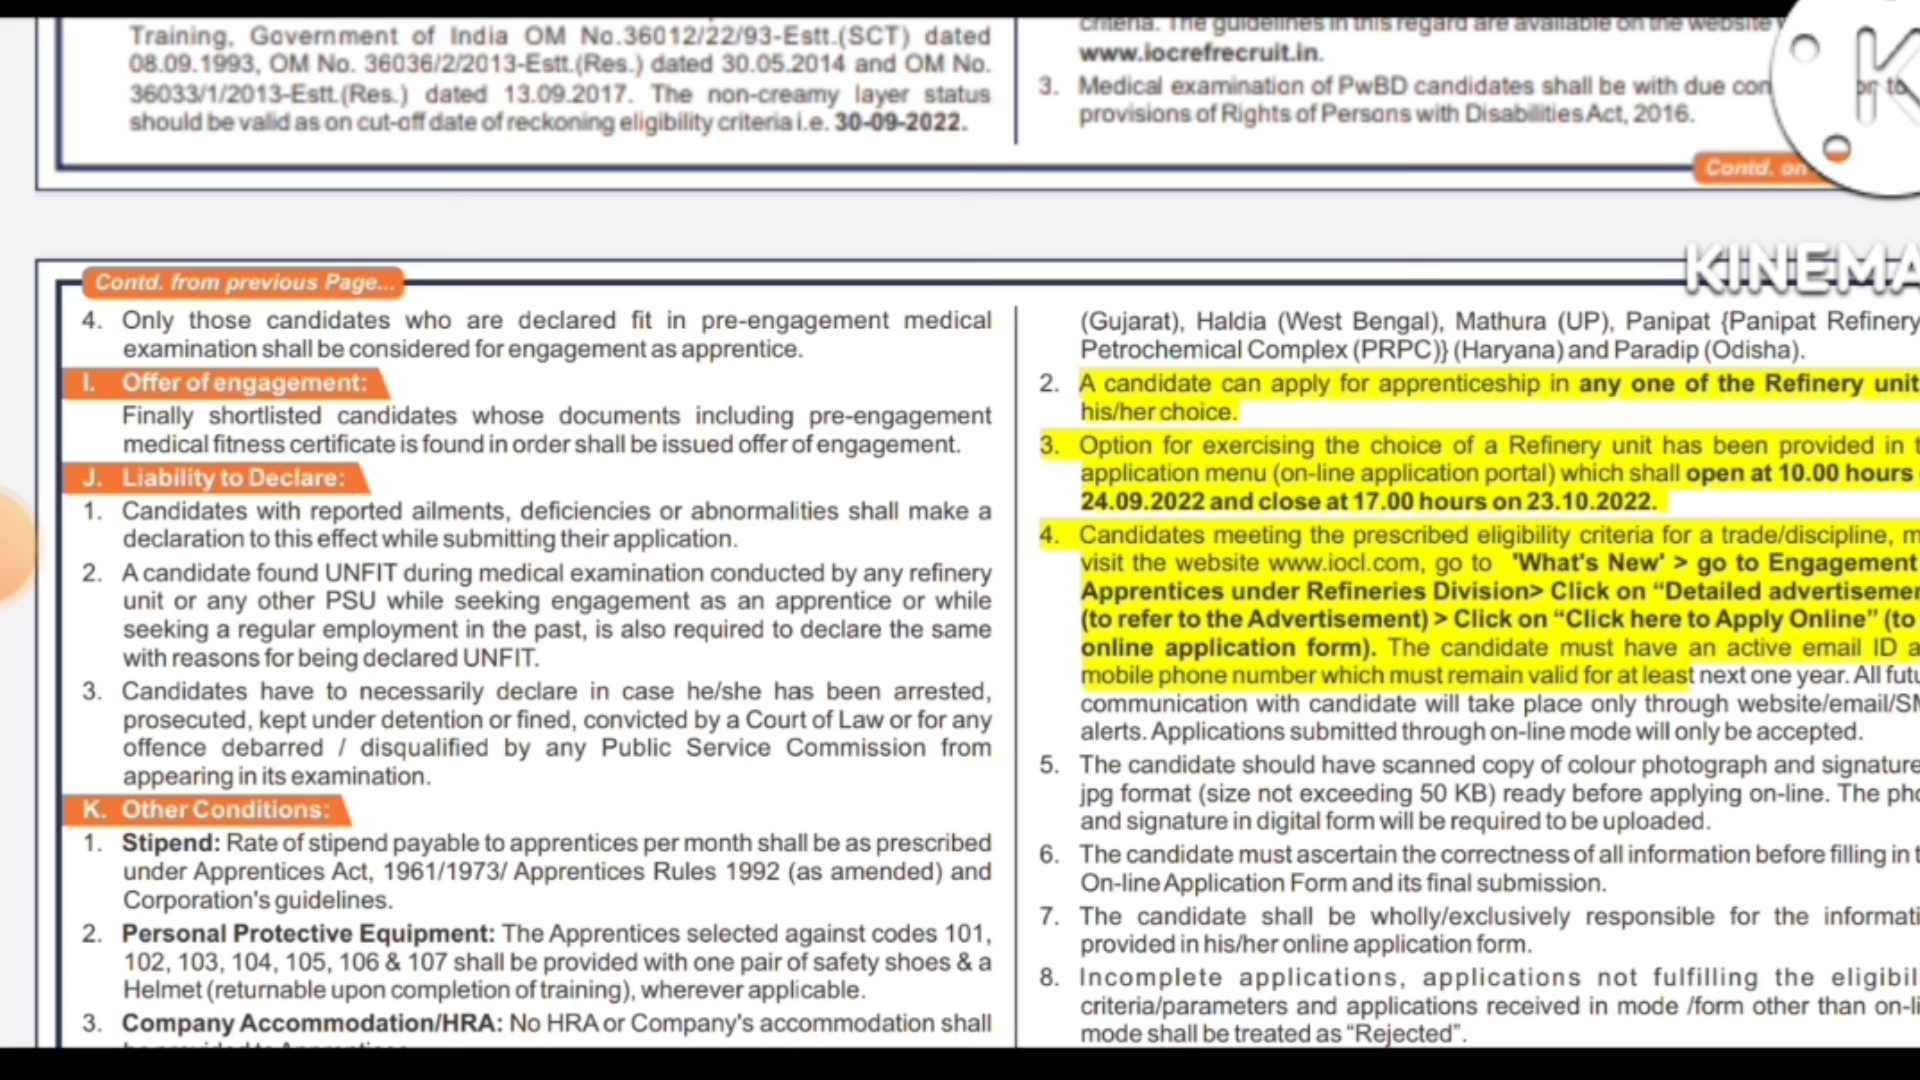 Training, Government of India OM No.36012/22/93-Estt.(SCT) dated
08.09.1993, OM No. 36036/2/2013-Estt.(Res.) dated 30.05.2014 and OM No.
36033/1/2013-Estt.(Res.) dated 13.09.2017. The non-creamy layer status
should be valid as on cut-off date of reckoning eligibility criteria i.e. 30-09-2022.
criteria. The guidelines in this regard are available on the website
www.iocrefrecruit.in.
3. Medical examination of PwBD candidates shall be with due con
provisions of Rights of Persons with Disabilities Act, 2016.
Contd. on
K
KINEMA
Contd. from previous Page...
4. Only those candidates who are declared fit in pre-engagement medical
examination shall be considered for engagement as apprentice.
I. Offer of engagement:
Finally shortlisted candidates whose documents including pre-engagement
medical fitness certificate is found in order shall be issued offer of engagement.
J. Liability to Declare:
1. Candidates with reported ailments, deficiencies or abnormalities shall make a
declaration to this effect while submitting their application.
2. A candidate found UNFIT during medical examination conducted by any refinery
unit or any other PSU while seeking engagement as an apprentice or while
seeking a regular employment in the past, is also required to declare the same
with reasons for being declared UNFIT.
3. Candidates have to necessarily declare in case he/she has been arrested,
prosecuted, kept under detention or fined, convicted by a Court of Law or for any
offence debarred / disqualified by any Public Service Commission from
appearing in its examination.
K. Other Conditions:
1. Stipend: Rate of stipend payable to apprentices per month shall be as prescribed
under Apprentices Act, 1961/1973/ Apprentices Rules 1992 (as amended) and
Corporation's guidelines.
2. Personal Protective Equipment: The Apprentices selected against codes 101,
102, 103, 104, 105, 106 & 107 shall be provided with one pair of safety shoes & a
Helmet (returnable upon completion of training), wherever applicable.
3. Company Accommodation/HRA: No HRA or Company's accommodation shall
(Gujarat), Haldia (West Bengal), Mathura (UP), Panipat {Panipat Refinery
Petrochemical Complex (PRPC)} (Haryana) and Paradip (Odisha).
2. A candidate can apply for apprenticeship in any one of the Refinery unit
his/her choice.
3. Option for exercising the choice of a Refinery unit has been provided in t
application menu (on-line application portal) which shall open at 10.00 hours
24.09.2022 and close at 17.00 hours on 23.10.2022.
4. Candidates meeting the prescribed eligibility criteria for a trade/discipline, m
visit the website www.iocl.com, go to 'What's New' > go to Engagement
Apprentices under Refineries Division> Click on “Detailed advertisemen
(to refer to the Advertisement) > Click on “Click here to Apply Online” (to
online application form). The candidate must have an active email ID a
mobile phone number which must remain valid for at least next one year. All futu
communication with candidate will take place only through website/email/SM
alerts. Applications submitted through on-line mode will only be accepted.
5. The candidate should have scanned copy of colour photograph and signature
jpg format (size not exceeding 50 KB) ready before applying on-line. The pho
and signature in digital form will be required to be uploaded.
6. The candidate must ascertain the correctness of all information before filling in t
On-line Application Form and its final submission.
7. The candidate shall be wholly/exclusively responsible for the informati
provided in his/her online application form.
8. Incomplete applications, applications not fulfilling the eligibil
criteria/parameters and applications received in mode /form other than on-li
mode shall be treated as “Rejected”.